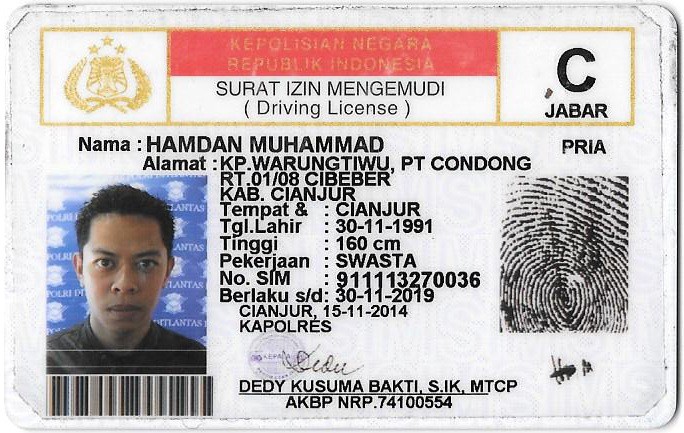 KEPOLISIAN NEGARA
REPUBLIK INDONESIA
SURAT IZIN MENGEMUDI
( Driving License )
C
JABAR
Nama : HAMDAN MUHAMMAD
PRIA
Alamat : KP.WARUNGTIWU, PT CONDONG
RT.01/08 CIBEBER
KAB. CIANJUR
Tempat & : CIANJUR
Tgl.Lahir : 30-11-1991
Tinggi : 160 cm
Pekerjaan : SWASTA
No. SIM : 911113270036
Berlaku s/d: 30-11-2019
CIANJUR, 15-11-2014
KAPOLRES
KEPALA
DEDY KUSUMA BAKTI, S.IK, MTCP
AKBP NRP.74100554